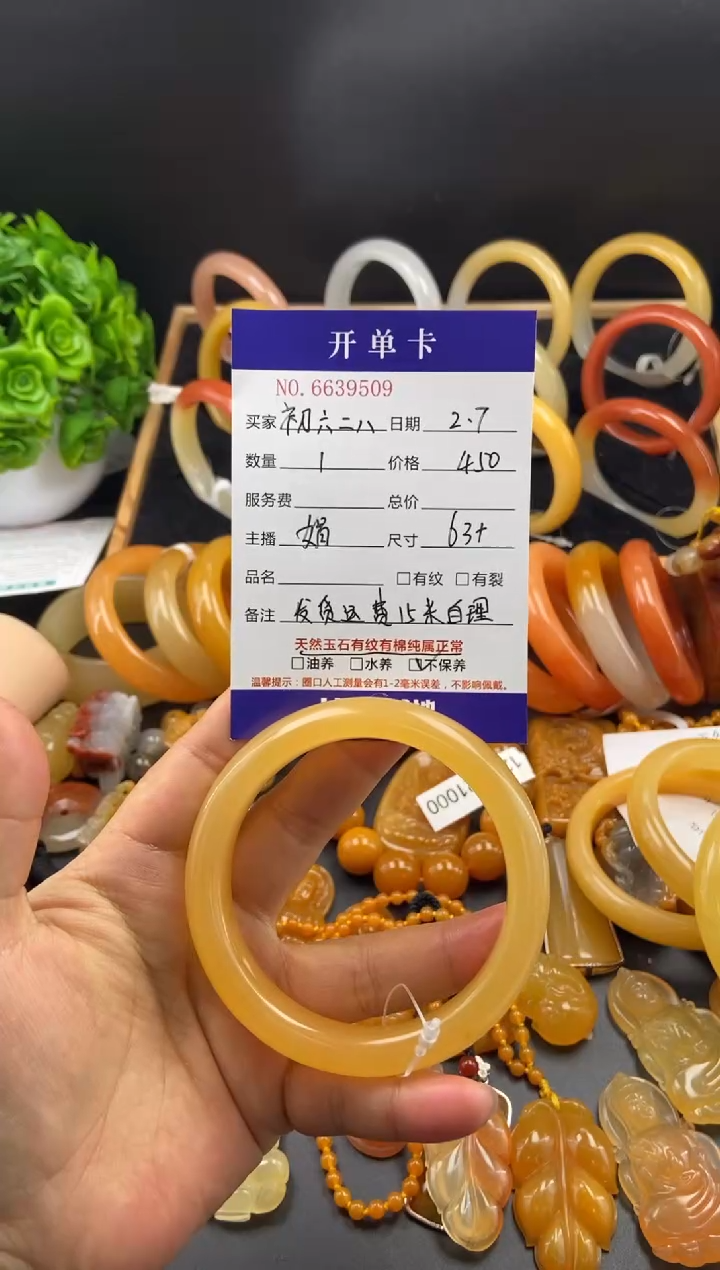 开单卡
NO. 6639509
买家 初六二八 日期 2.7
数量 1 价格 450
服务费 总价
主播 娟 尺寸 63+
品名 □有纹 □有裂
备注 发货运费15米自理
天然玉石有纹有棉纯属正常
□油养 □水养 ☑不保养
温馨提示：圈口人工测量会有1-2毫米误差，不影响佩戴。
1000